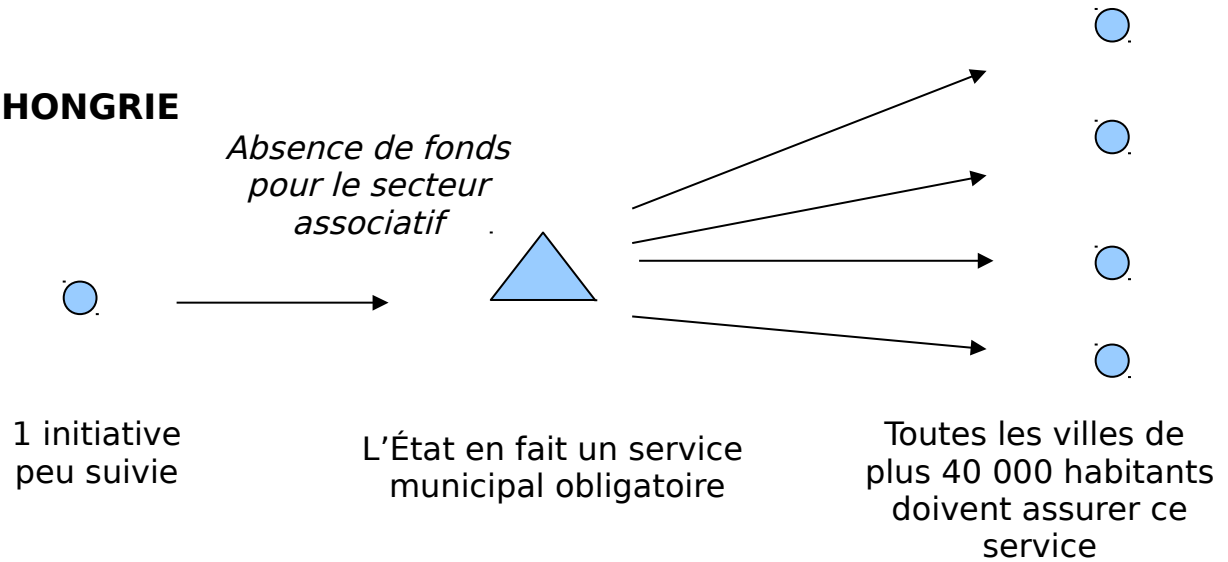 HONGRIE
Absence de fonds
pour le secteur
associatif
1 initiative
peu suivie
L’État en fait un service
municipal obligatoire
Toutes les villes de
plus 40 000 habitants
doivent assurer ce
service